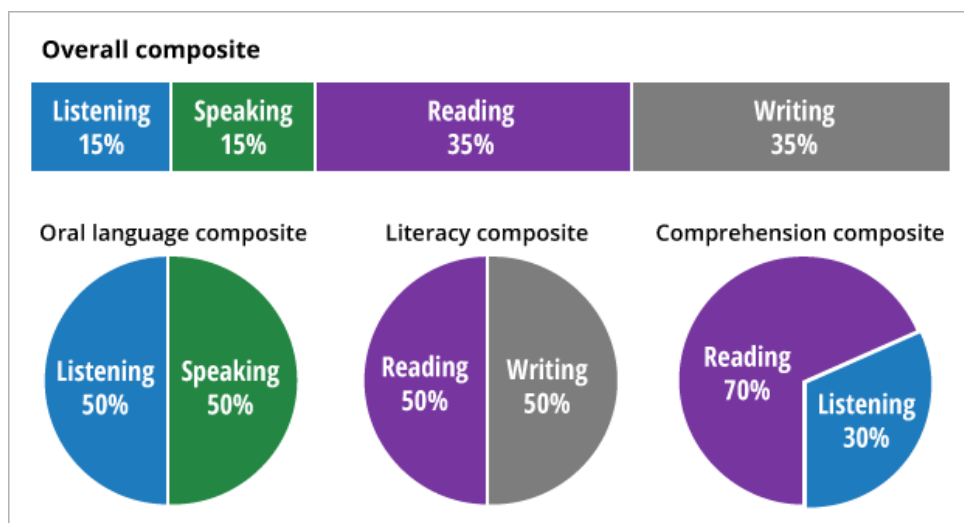 Overall composite
Listening
15%
Speaking
15%
Reading
35%
Writing
35%
Oral language composite
Listening
50%
Speaking
50%
Literacy composite
Reading
50%
Writing
50%
Comprehension composite
Reading
70%
Listening
30%